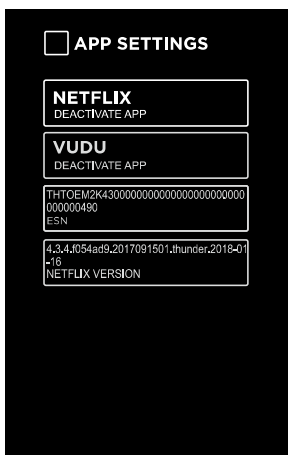 APP SETTINGS
NETFLIX
DEACTIVATE APP
VUDU
DEACTIVATE APP
THTOEM2K43000000000000000000000
000000490
ESN
4.3.4.f054ad9.2017091501.thunder.2018-01
-16
NETFLIX VERSION